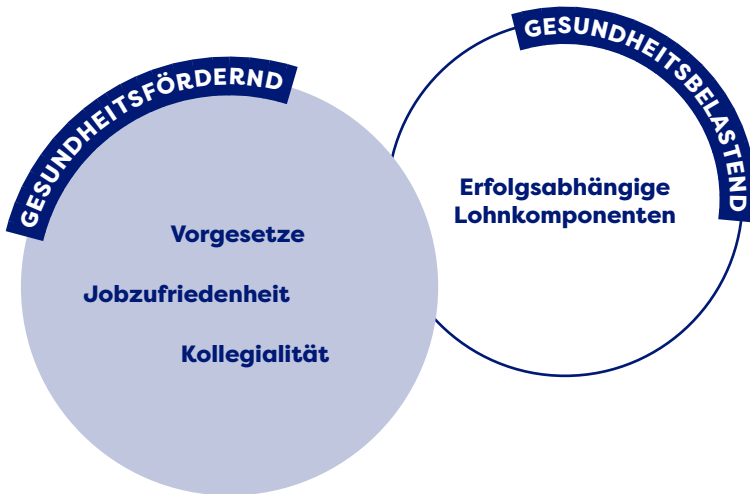 GESUNDHEITSFÖRDERND
Vorgesetze
Jobzufriedenheit
Kollegialität
GESUNDHEITSBELASTEND
Erfolgsabhängige
Lohnkomponenten